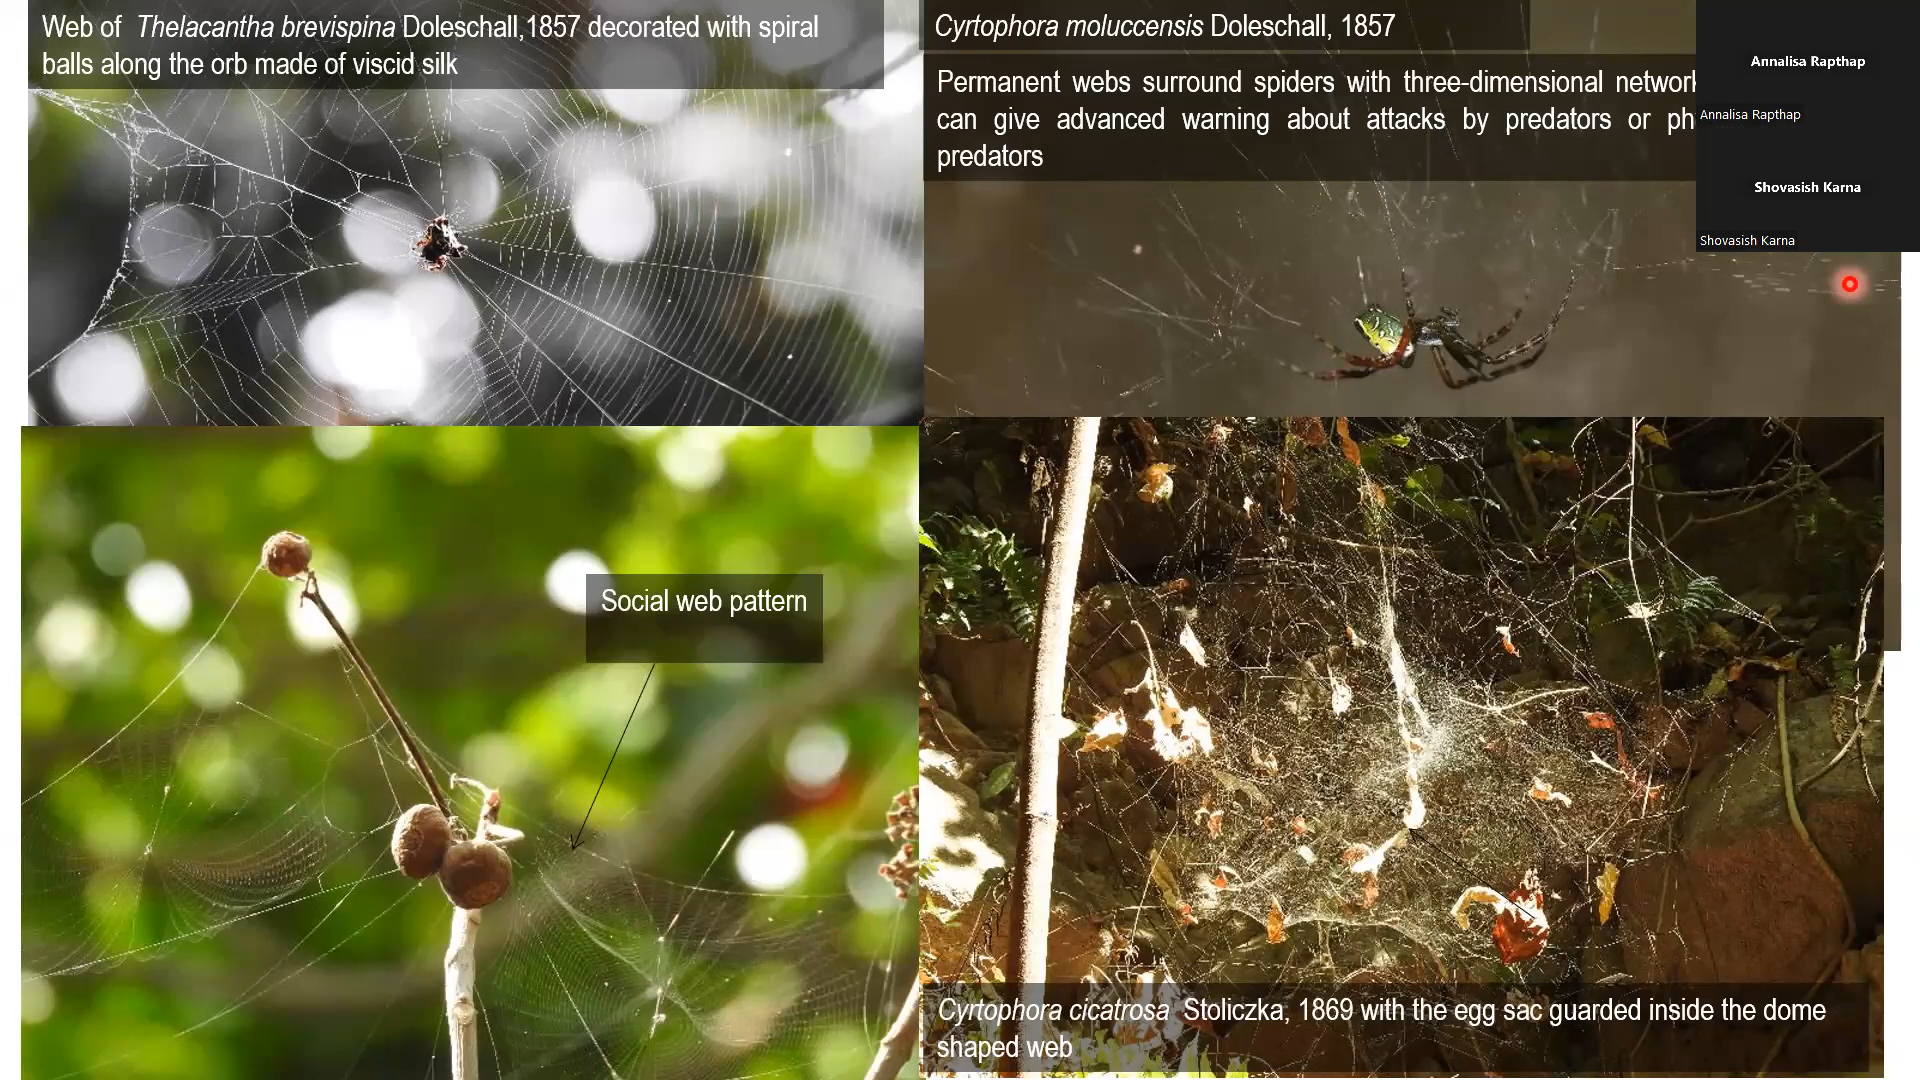 Web of Thelacantha brevispina Doleschall,1857 decorated with spiral
balls along the orb made of viscid silk
Cyrtophora moluccensis Doleschall, 1857
Permanent webs surround spiders with three-dimensional network
can give advanced warning about attacks by predators or
predators
Annalisa Rapthap
Annalisa Rapthap
Shovasish Karna
Shovasish Karna
Social web pattern
Cyrtophora cicatrosa Stoliczka, 1869 with the egg sac guarded inside the dome
shaped web